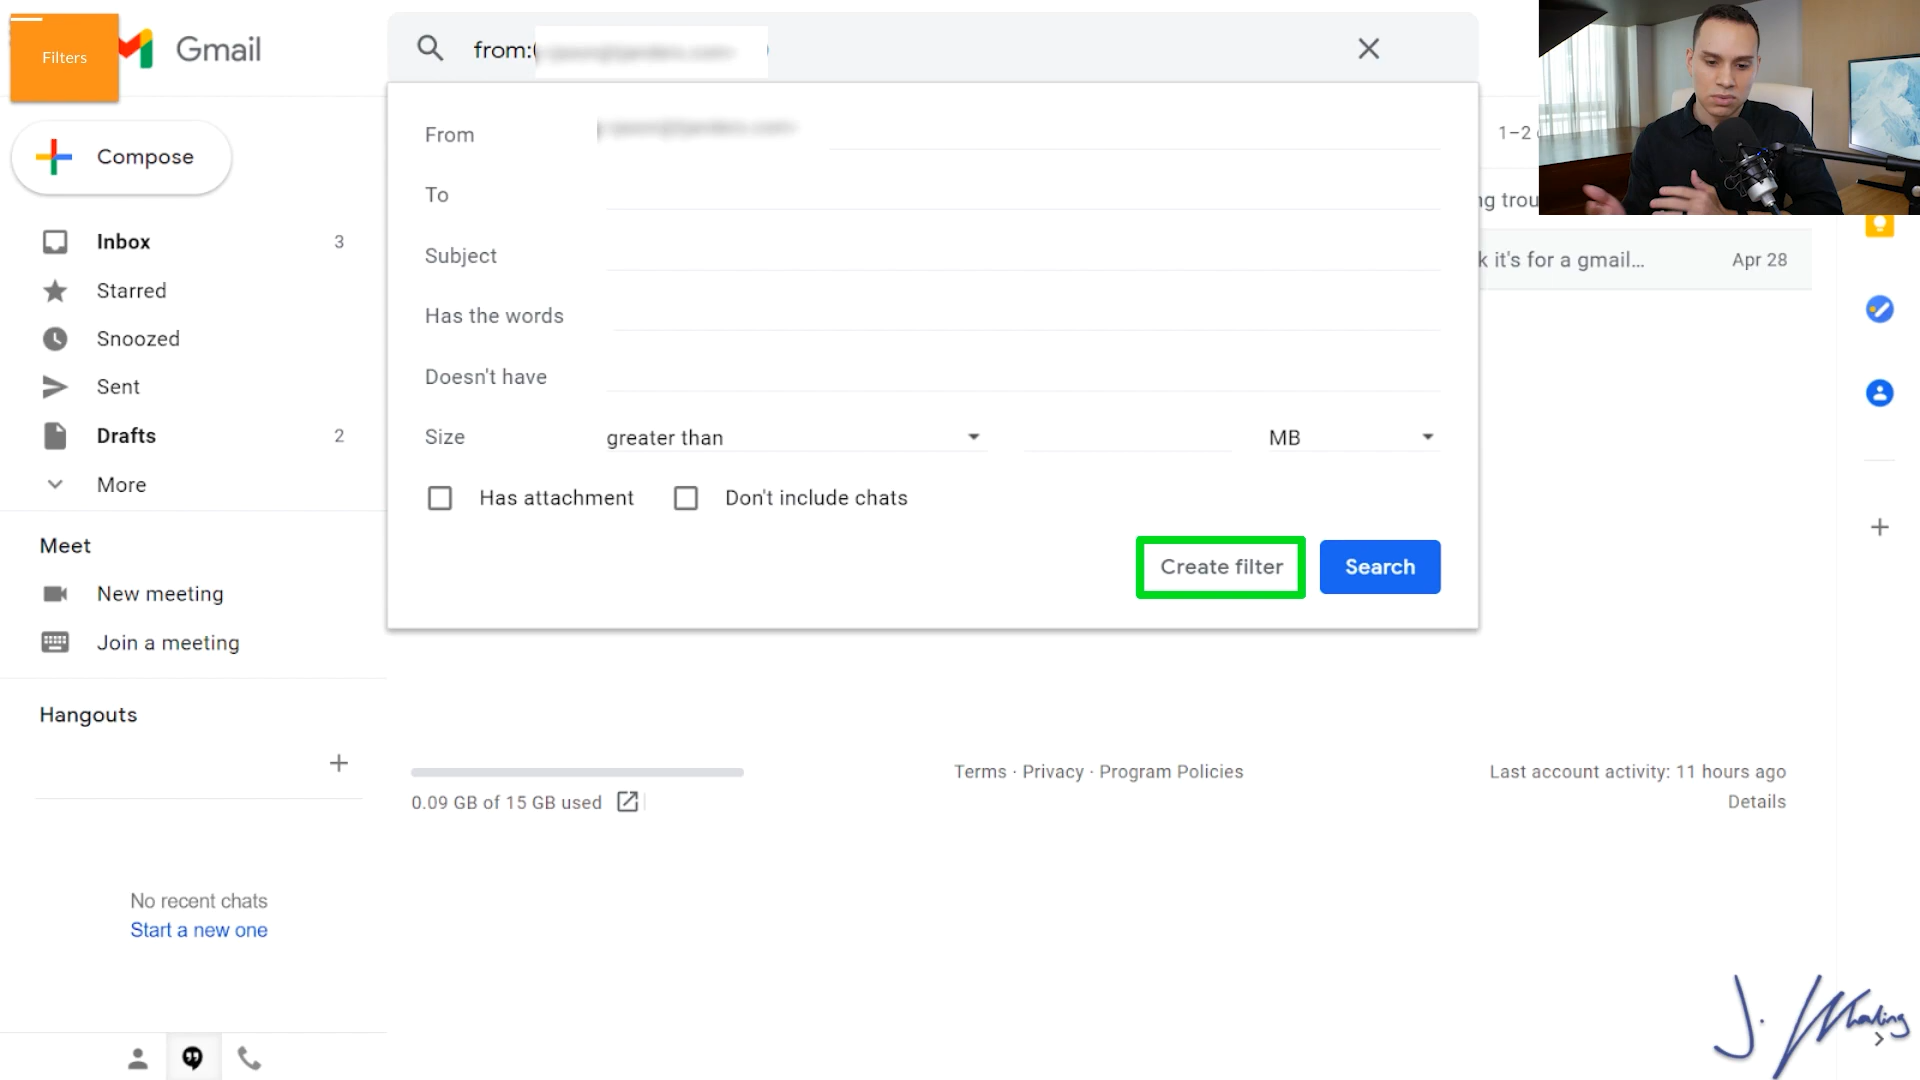 Filters
Gmail
from:(
Compose
Inbox 3
Starred
Snoozed
Sent
Drafts 2
More
Meet
New meeting
Join a meeting
Hangouts
No recent chats
Start a new one
From
To
Subject
Has the words
Doesn't have
Size greater than MB
Has attachment Don't include chats
Create filter Search
1–2
ng trou
k it's for a gmail... Apr 28
0.09 GB of 15 GB used
Terms · Privacy · Program Policies
Last account activity: 11 hours ago
Details